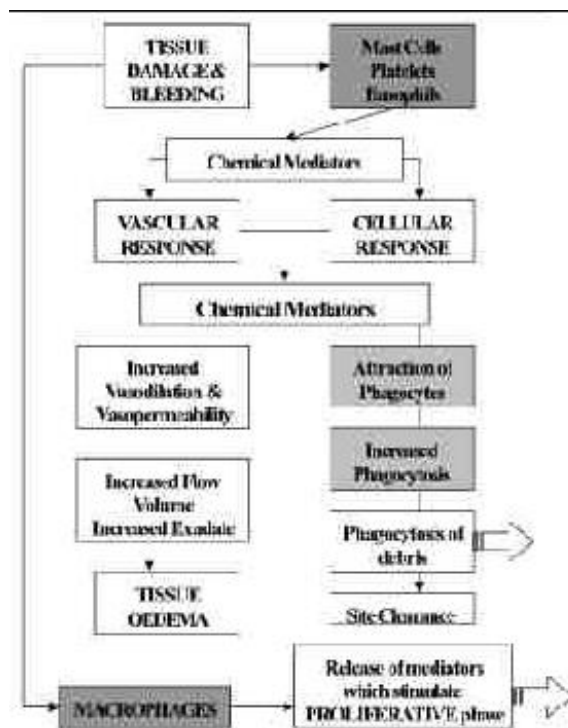 TISSUE
DAMAGE &
BLEEDING
Mast Cells
Platelets
Basophils
Chemical Mediators
VASCULAR
RESPONSE
CELLULAR
RESPONSE
Chemical Mediators
Increased
Vasodilation &
Vasopermeability
Attraction of
Phagocytes
Increased
Phagocytosis
Increased Flow
Volume
Increased Exudate
Phagocytosis of
debris
TISSUE
OEDEMA
Site Clearance
MACROPHAGES
Release of mediators
which stimulate
PROLIFERATIVE phase